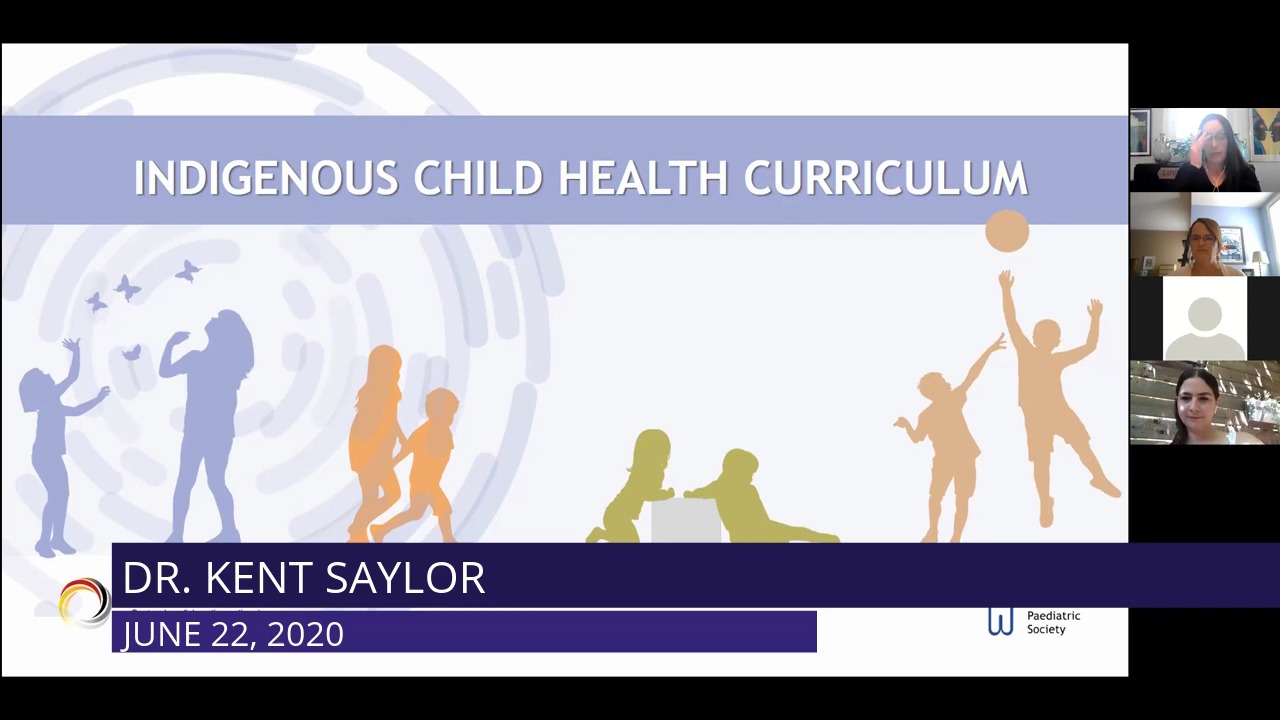 INDIGENOUS CHILD HEALTH CURRICULUM
DR. KENT SAYLOR
JUNE 22, 2020
Paediatric
Society